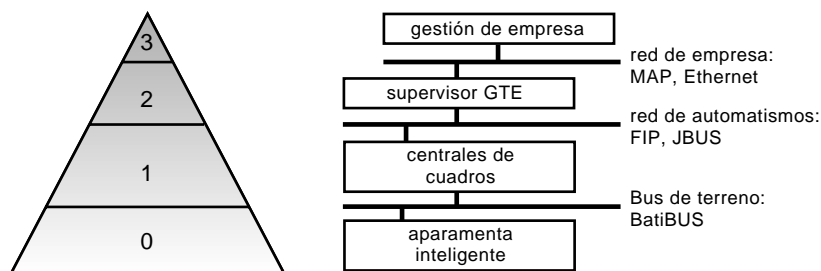 3
2
1
0
gestión de empresa
red de empresa:
MAP, Ethernet
supervisor GTE
red de automatismos:
FIP, JBUS
centrales de
cuadros
Bus de terreno:
BatiBUS
aparamenta
inteligente